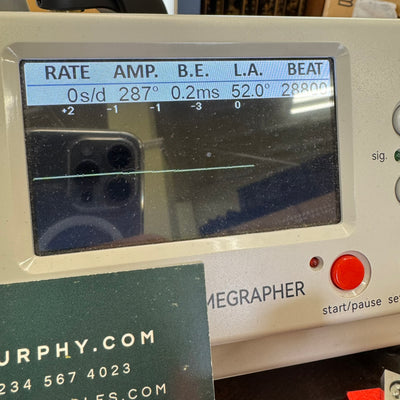 RATE AMP. B.E. L.A. BEAT
0s/d 287° 0.2ms 52.0° 28800
+2 -1 -1 -3 0
sig.
MEGRAPHER
start/pause se
URPHY.COM
234 567 4023
LES.COM